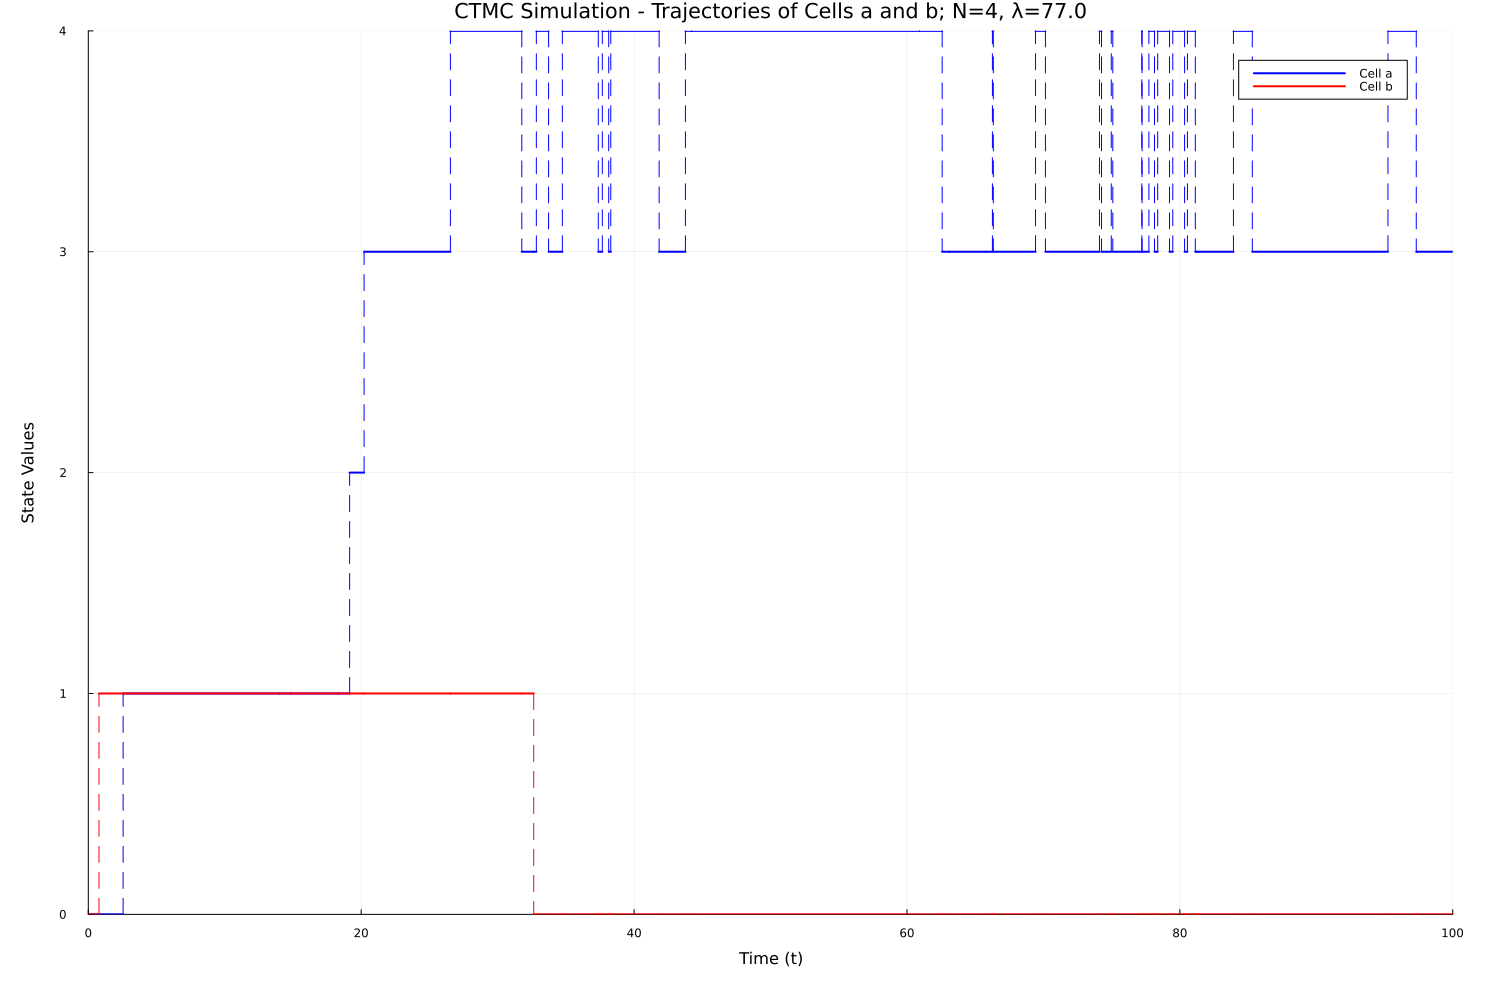 CTMC Simulation - Trajectories of Cells a and b; N=4, λ=77.0
4
Cell a
Cell b
3
State Values
2
1
0
0 20 40 60 80 100
Time (t)